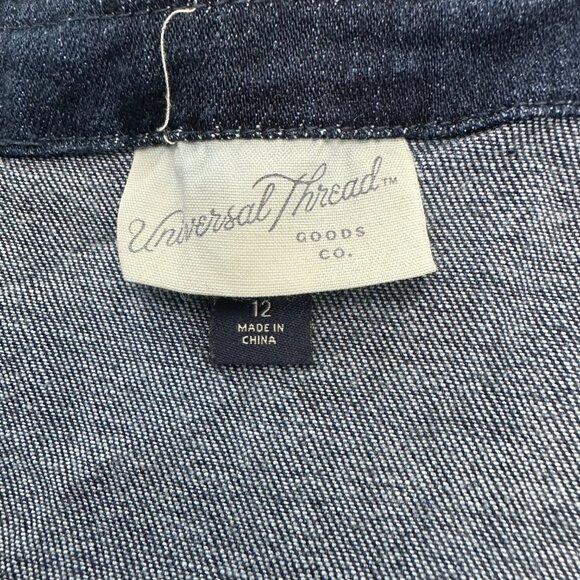 Universal Thread™
GOODS
CO.
12
MADE IN
CHINA